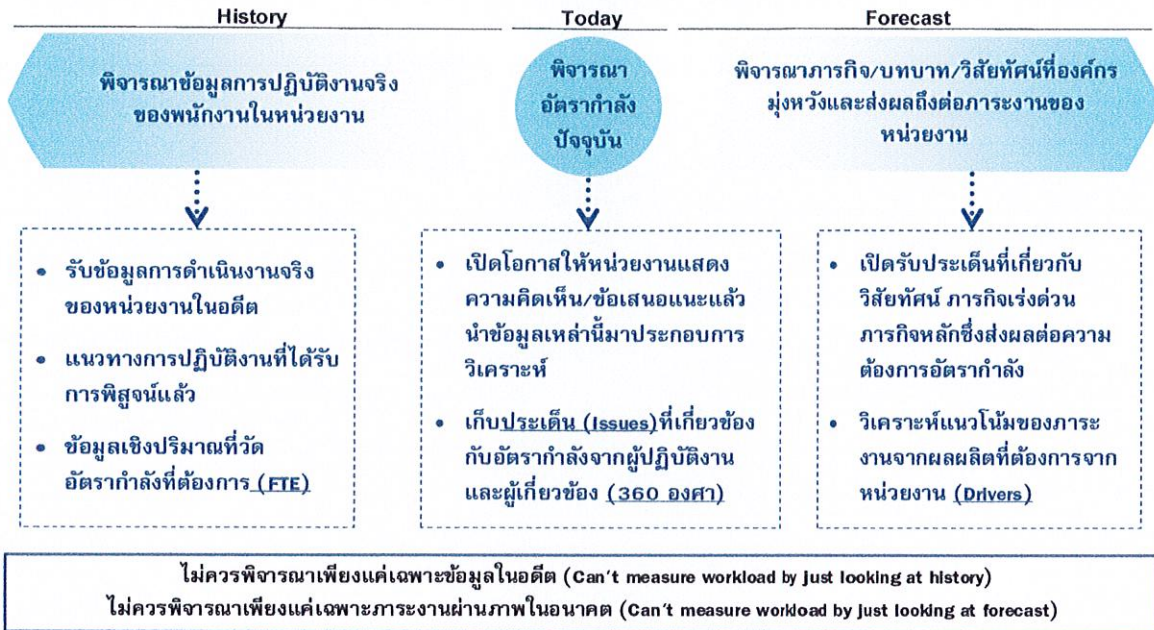 History
Today
Forecast
พิจารณาข้อมูลการปฏิบัติงานจริง
ของพนักงานในหน่วยงาน
พิจารณา
อัตรากำลัง
ปัจจุบัน
พิจารณาภารกิจ/บทบาท/วิสัยทัศน์ที่องค์กร
มุ่งหวังและส่งผลถึงต่อภาระงานของ
หน่วยงาน
• รับข้อมูลการดำเนินงานจริง
ของหน่วยงานในอดีต
• แนวทางการปฏิบัติงานที่ได้รับ
การพิสูจน์แล้ว
• ข้อมูลเชิงปริมาณที่วัด
อัตรากำลังที่ต้องการ (FTE)
• เปิดโอกาสให้หน่วยงานแสดง
ความคิดเห็น/ข้อเสนอแนะแล้ว
นำข้อมูลเหล่านี้มาประกอบการ
วิเคราะห์
• เก็บประเด็น (Issues)ที่เกี่ยวข้อง
กับอัตรากำลังจากผู้ปฏิบัติงาน
และผู้เกี่ยวข้อง (360 องศา)
• เปิดรับประเด็นที่เกี่ยวกับ
วิสัยทัศน์ ภารกิจเร่งด่วน
ภารกิจหลักซึ่งส่งผลต่อความ
ต้องการอัตรากำลัง
• วิเคราะห์แนวโน้มของภาระ
งานจากผลผลิตที่ต้องการจาก
หน่วยงาน (Drivers)
ไม่ควรพิจารณาเพียงแค่เฉพาะข้อมูลในอดีต (Can't measure workload by just looking at history)
ไม่ควรพิจารณาเพียงแค่เฉพาะภาระงานผ่านภาพในอนาคต (Can't measure workload by just looking at forecast)